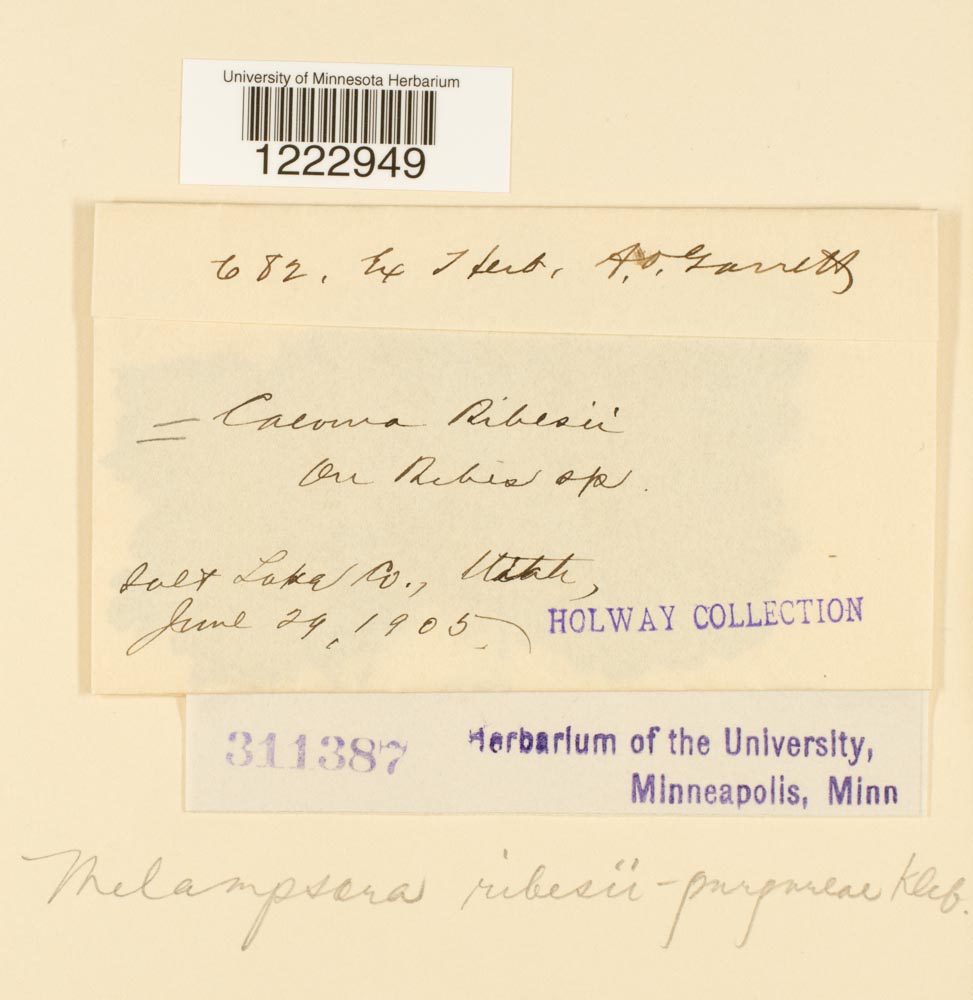 University of Minnesota Herbarium
1222949
682. Ex Herb. A.O. Garrett
= Caeoma Ribesii
On Ribes sp.
Salt Lake Co., Utah,
June 29, 1905.
HOLWAY COLLECTION
311387
Herbarium of the University,
Minneapolis, Minn
Melampsora ribesii-purpureae Kleb.